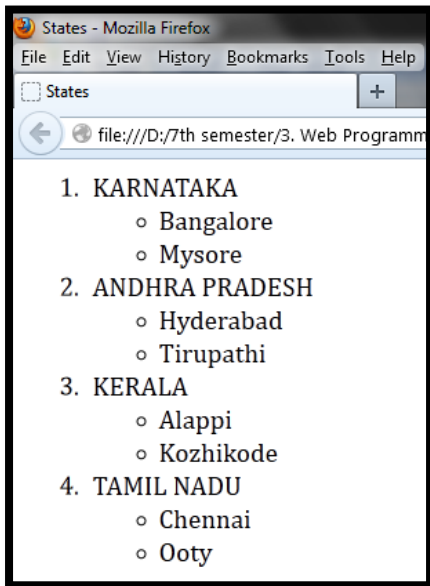 States - Mozilla Firefox
File Edit View History Bookmarks Tools Help
States +
file:///D:/7th semester/3. Web Programm
1. KARNATAKA
Bangalore
Mysore
2. ANDHRA PRADESH
Hyderabad
Tirupathi
3. KERALA
Alappi
Kozhikode
4. TAMIL NADU
Chennai
Ooty